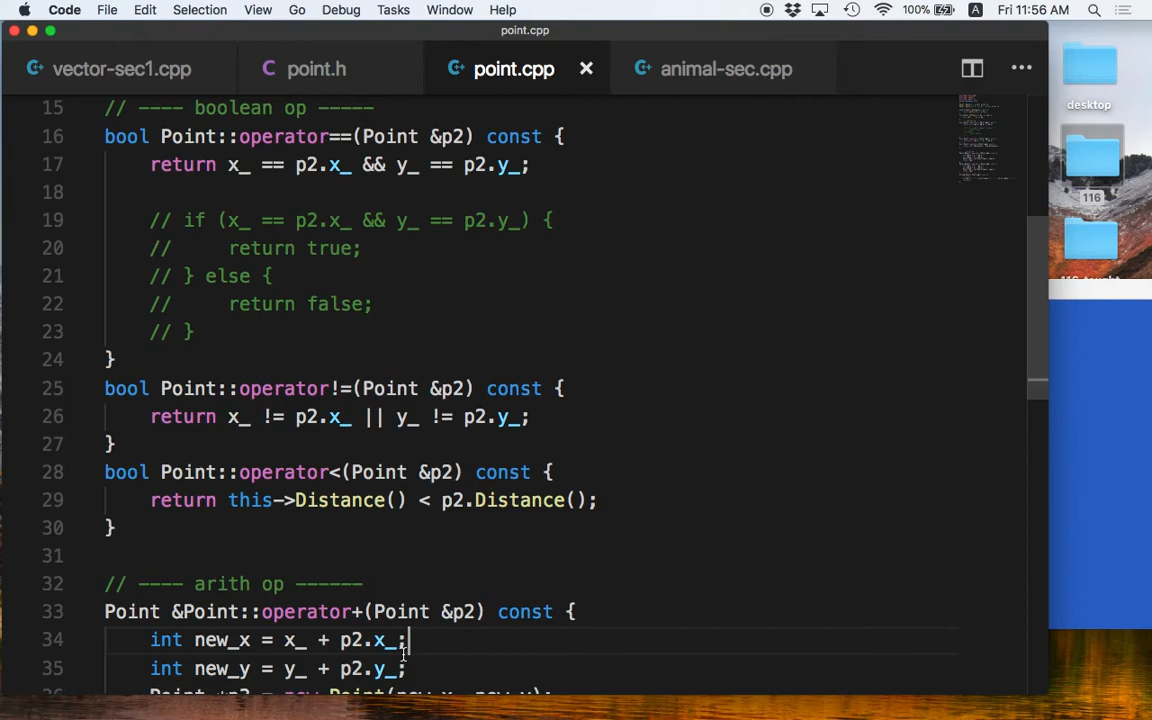 Code File Edit Selection View Go Debug Tasks Window Help 100% A Fri 11:56 AM
point.cpp
vector-sec1.cpp C point.h point.cpp animal-sec.cpp
desktop
116
15 // ---- boolean op -----
16 bool Point::operator==(Point &p2) const {
17 return x_ == p2.x_ && y_ == p2.y_;
18
19 // if (x_ == p2.x_ && y_ == p2.y_) {
20 // return true;
21 // } else {
22 // return false;
23 // }
24 }
25 bool Point::operator!=(Point &p2) const {
26 return x_ != p2.x_ || y_ != p2.y_;
27 }
28 bool Point::operator<(Point &p2) const {
29 return this->Distance() < p2.Distance();
30 }
31
32 // ---- arith op ------
33 Point &Point::operator+(Point &p2) const {
34 int new_x = x_ + p2.x_;
35 int new_y = y_ + p2.y_;